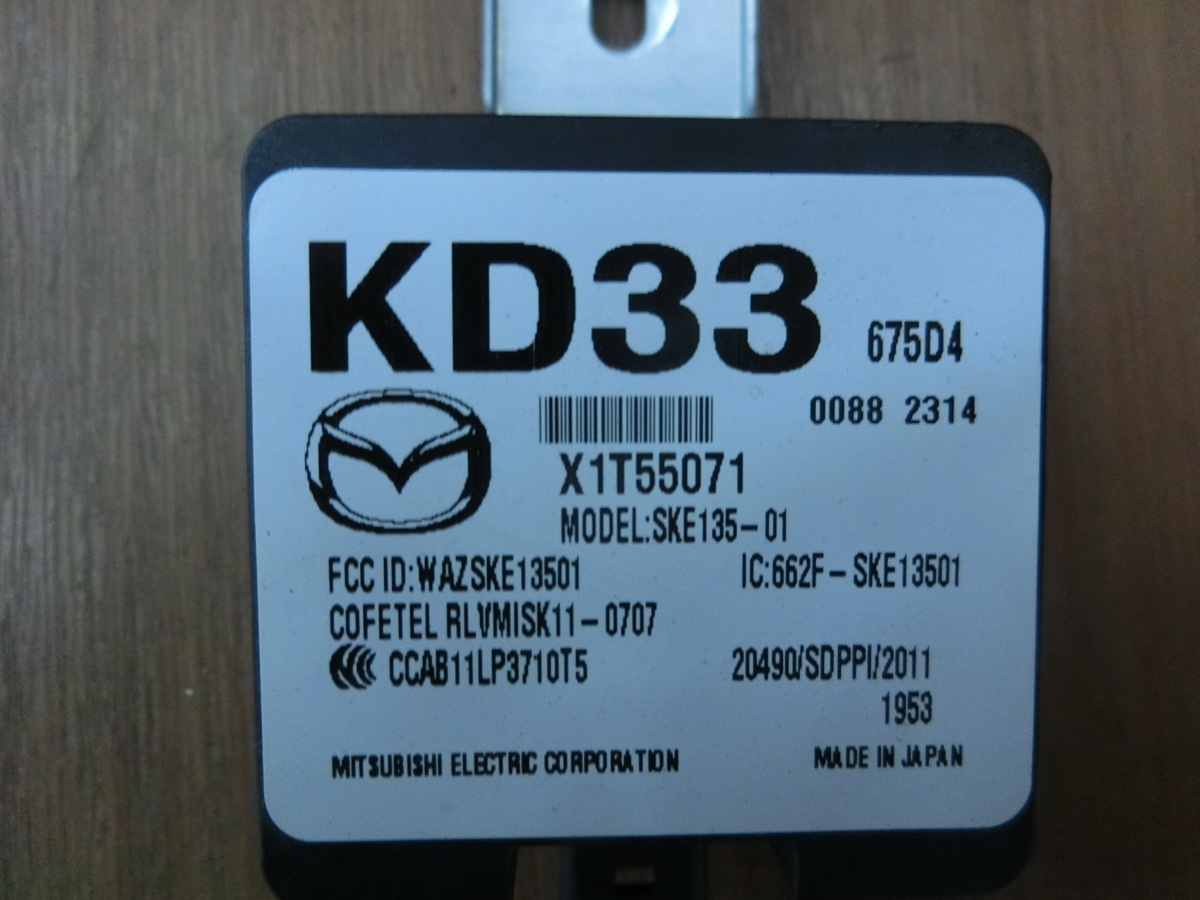 KD33 675D4
0088 2314
X1T55071
MODEL:SKE135-01
FCC ID:WAZSKE13501 IC:662F-SKE13501
COFETEL RLVMISK11-0707
CCAB11LP3710T5 20490/SDPPI/2011
1953
MITSUBISHI ELECTRIC CORPORATION MADE IN JAPAN